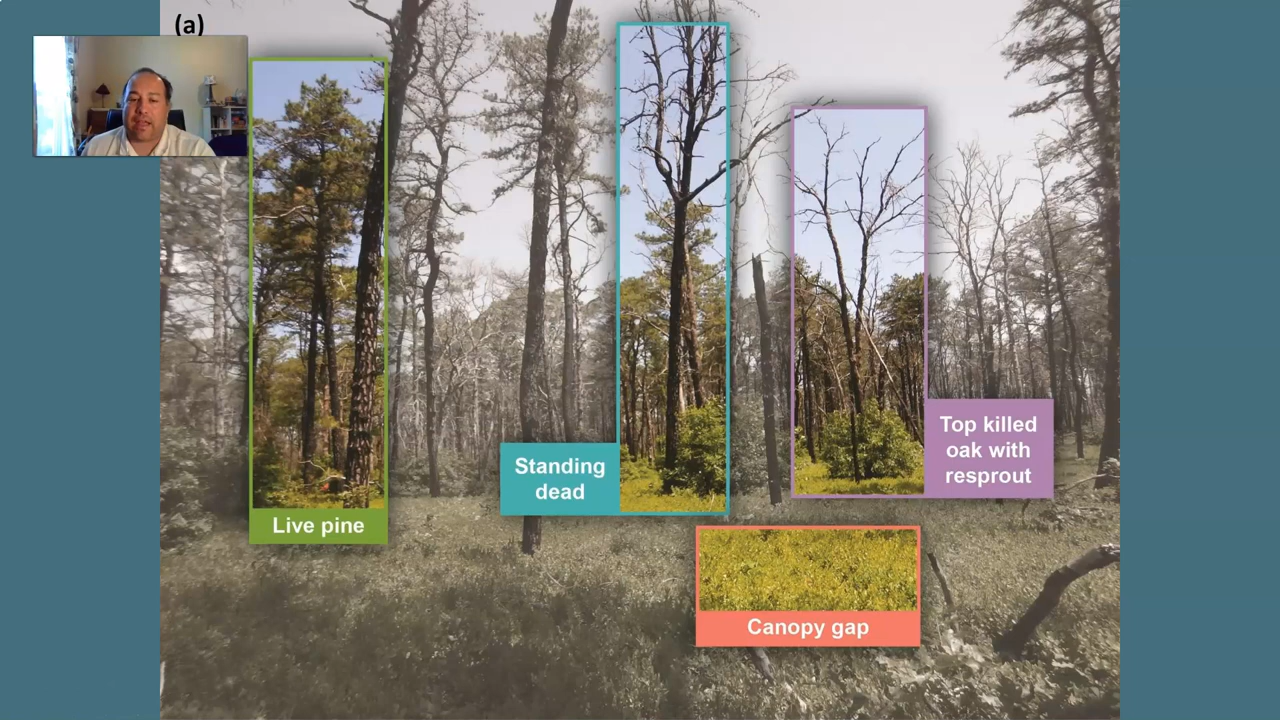 (a)
Live pine
Standing
dead
Top killed
oak with
resprout
Canopy gap